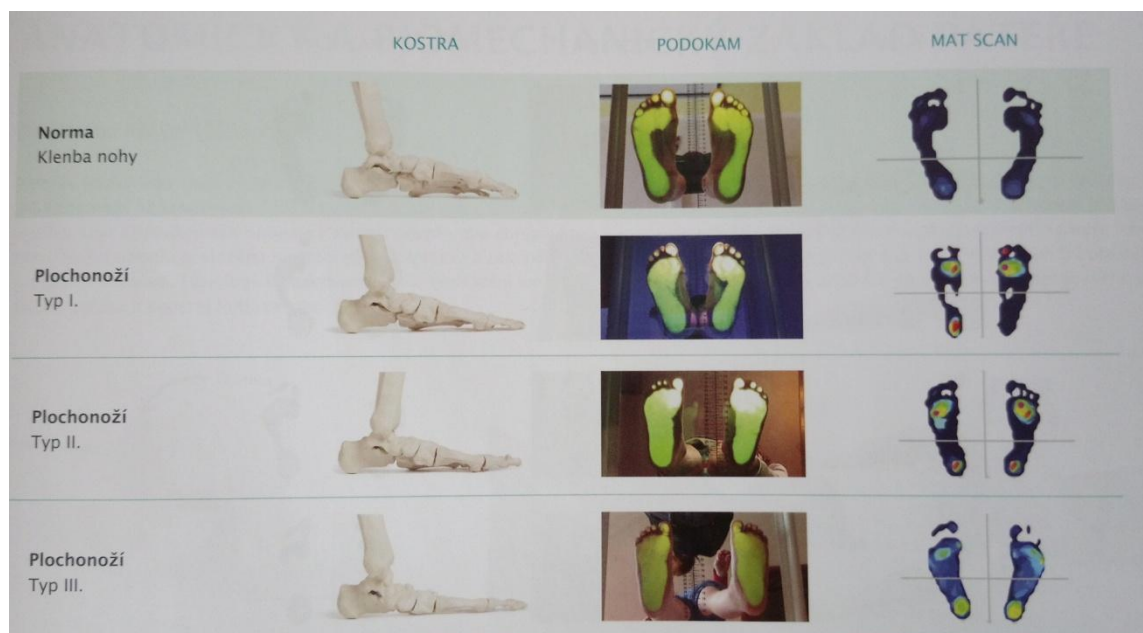 KOSTRA PODOKAM MAT SCAN
Norma
Klenba nohy
Plochonoží
Typ I.
Plochonoží
Typ II.
Plochonoží
Typ III.